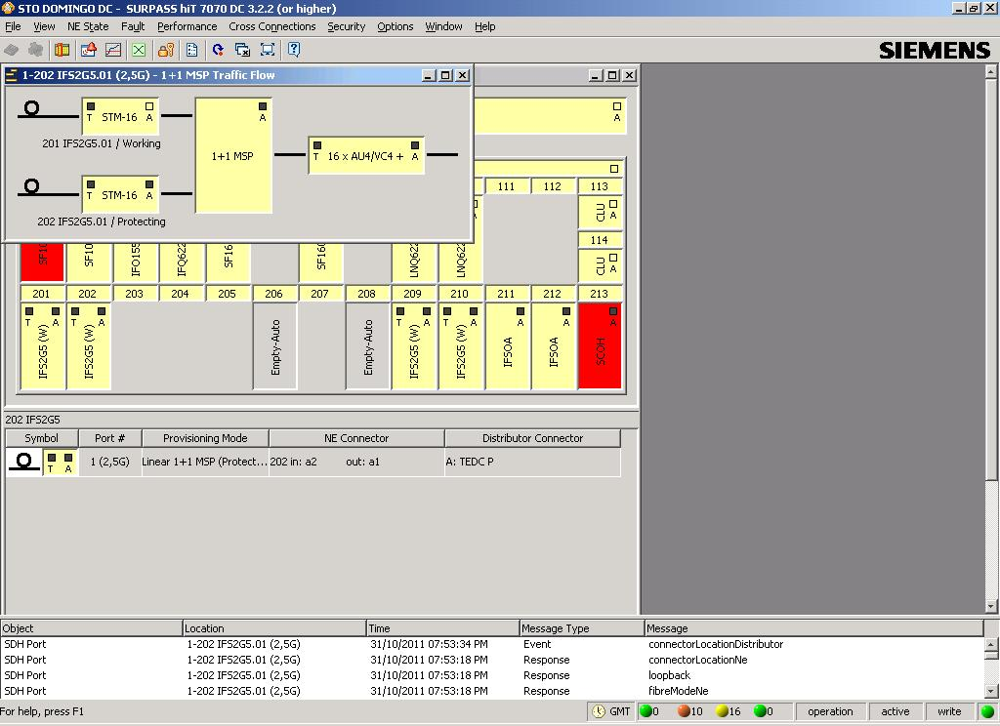 STO DOMINGO DC - SURPASS hiT 7070 DC 3.2.2 (or higher)
File View NE State Fault Performance Cross Connections Security Options Window Help
SIEMENS
1-202 IFS2G5.01 (2,5G) - 1+1 MSP Traffic Flow
T STM-16 A
201 IFS2G5.01 / Working
A
1+1 MSP
T 16 x AU4/VC4 + A
T STM-16 A
202 IFS2G5.01 / Protecting
A
111 112 113
CLU A
114
CLU A
SF10 IFO155 IFQ622 SF16 SF160 LNQ622 LNQ622
201 202 203 204 205 206 207 208 209 210 211 212 213
T A T A T A T A A A A
IFS2G5 (W) IFS2G5 (W) Empty-Auto Empty-Auto IFS2G5 (W) IFS2G5 (W) IFSOA IFSOA SCOH
202 IFS2G5
Symbol Port # Provisioning Mode NE Connector Distributor Connector
T A 1 (2,5G) Linear 1+1 MSP (Protect... 202 in: a2 out: a1 A: TEDC P
Object Location Time Message Type Message
SDH Port 1-202 IFS2G5.01 (2,5G) 31/10/2011 07:53:34 PM Event connectorLocationDistributor
SDH Port 1-202 IFS2G5.01 (2,5G) 31/10/2011 07:53:18 PM Response connectorLocationNe
SDH Port 1-202 IFS2G5.01 (2,5G) 31/10/2011 07:53:18 PM Response loopback
SDH Port 1-202 IFS2G5.01 (2,5G) 31/10/2011 07:53:18 PM Response fibreModeNe
For help, press F1 GMT 0 10 16 0 operation active write